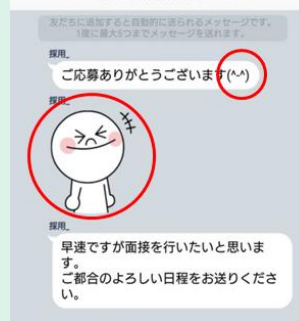 友だちに追加すると自動的に送られるメッセージです。
1度に最大5つまでメッセージを送れます。
採用_
ご応募ありがとうございます(^-^)
採用_
採用_
早速ですが面接を行いたいと思いま
す。
ご都合のよろしい日程をお送りくださ
い。